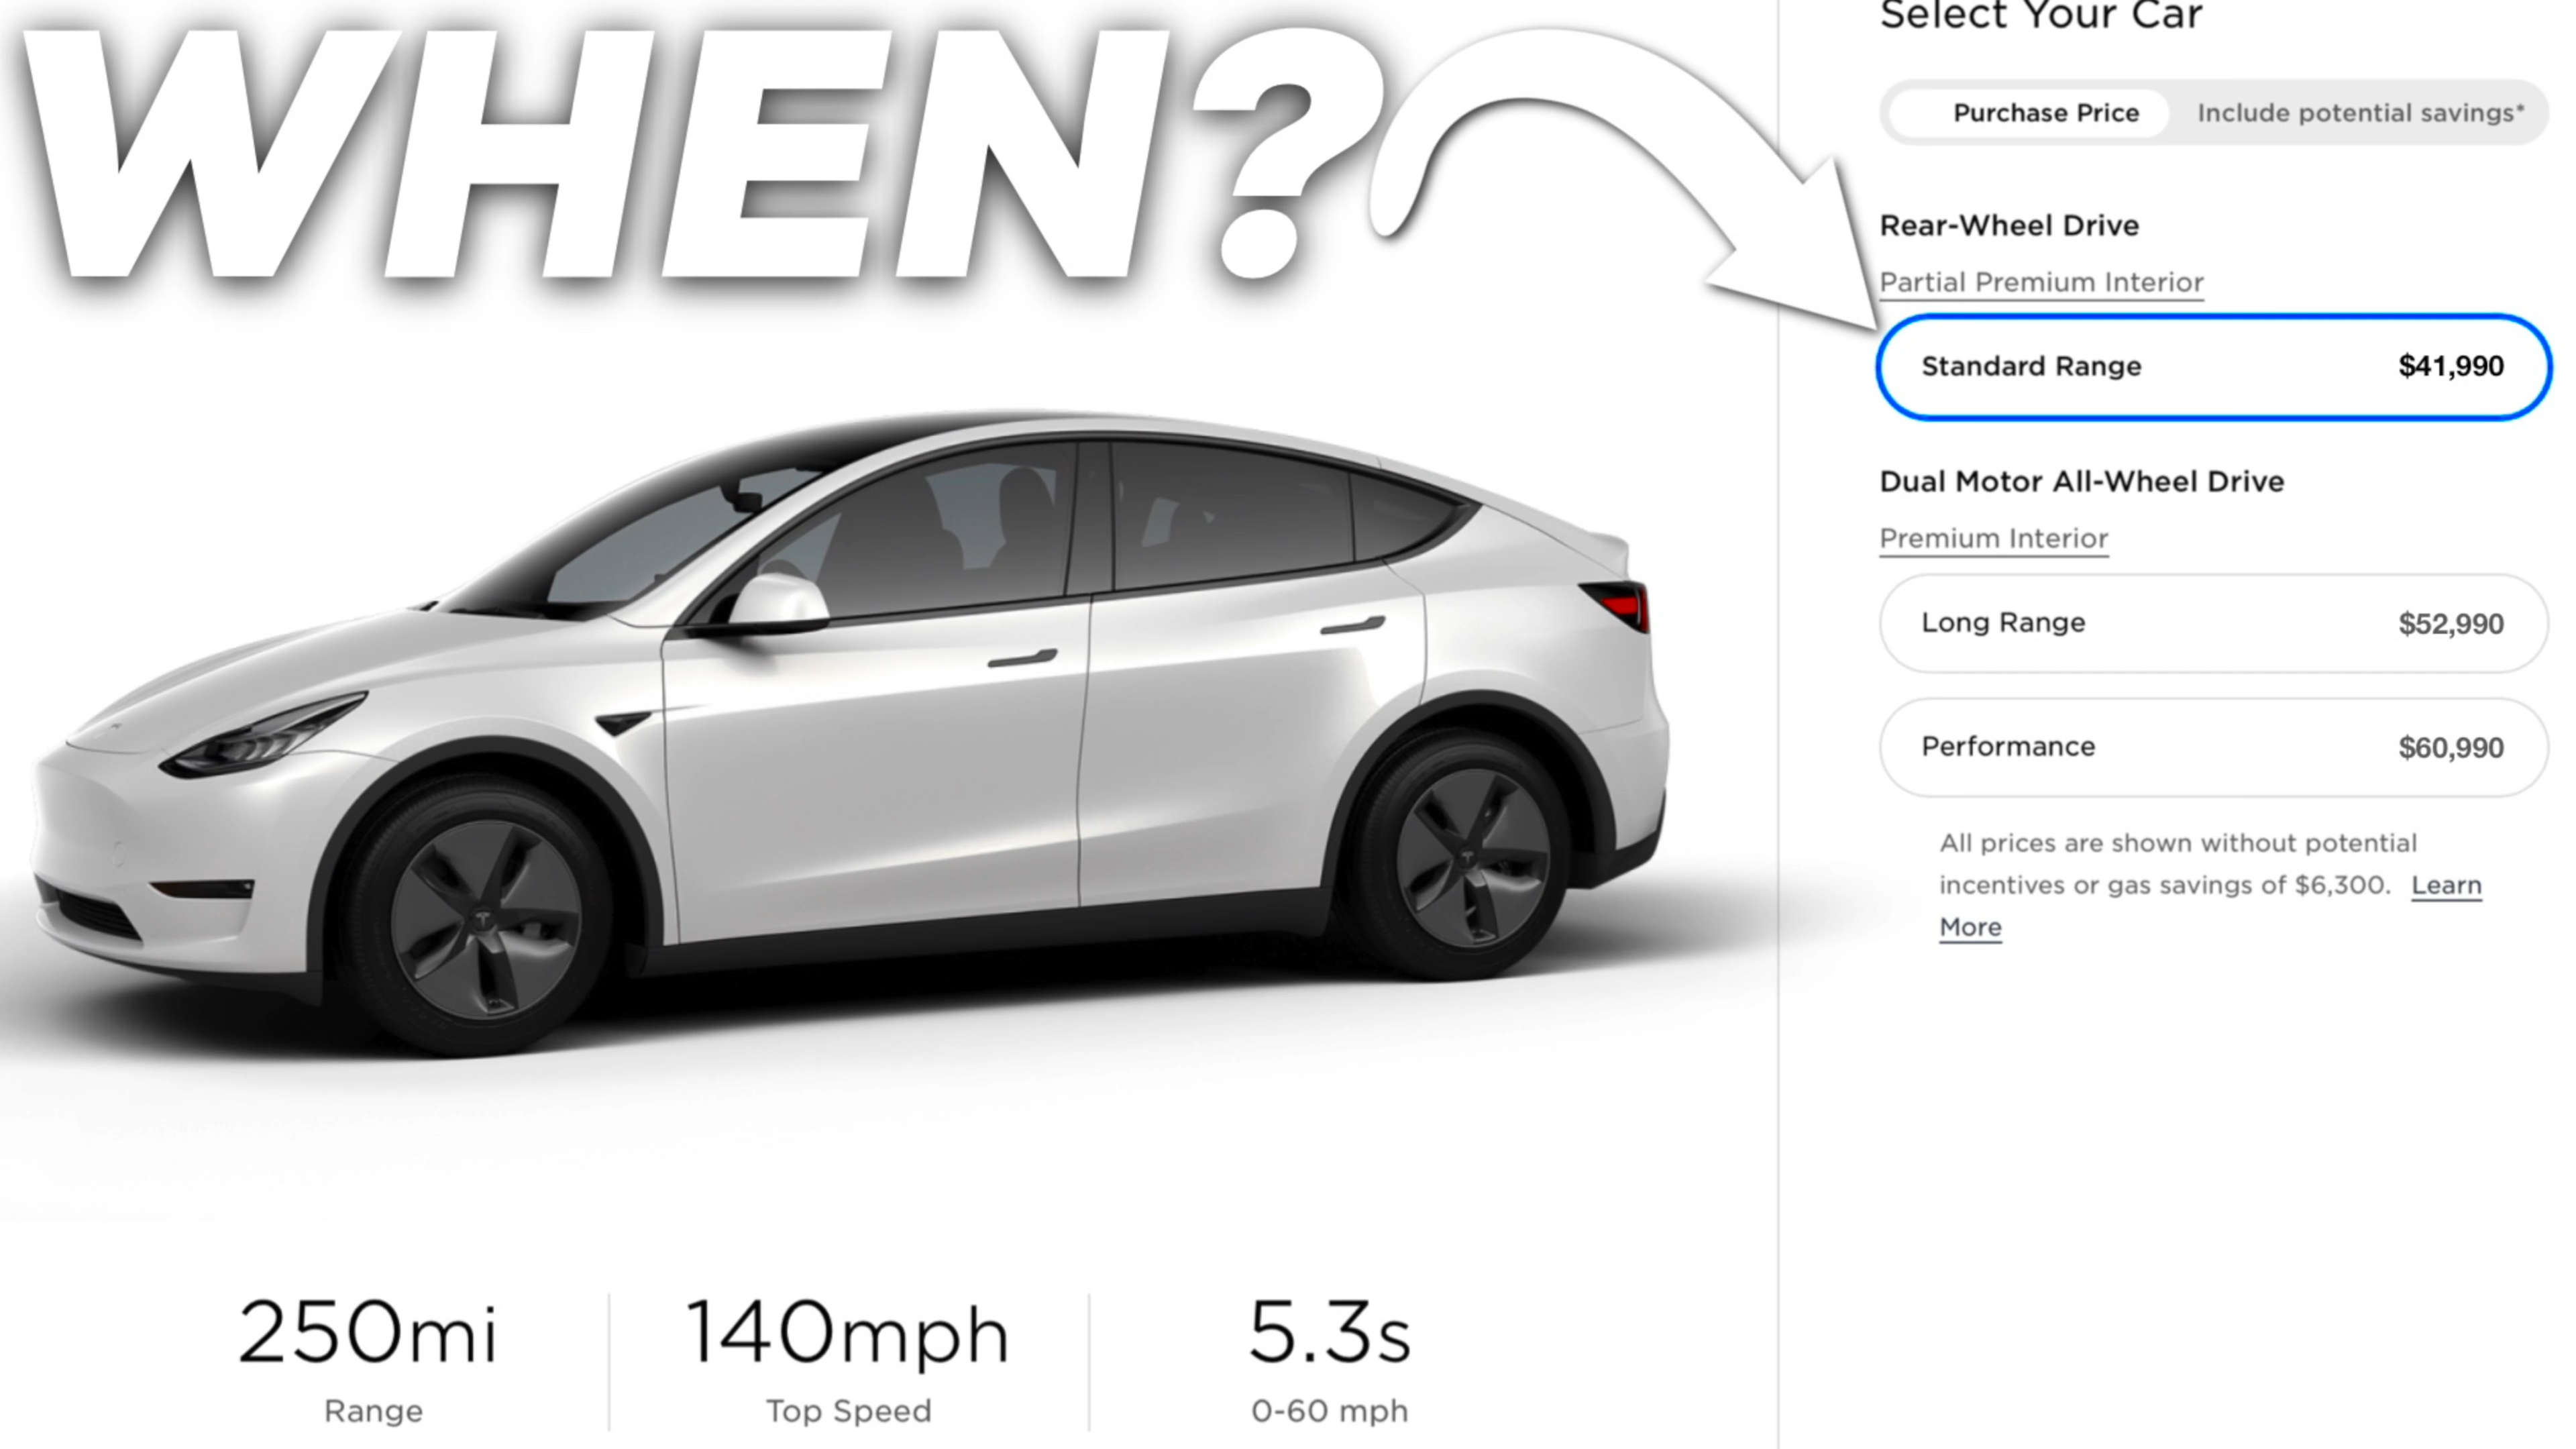 WHEN?
Select Your Car
Purchase Price Include potential savings*
Rear-Wheel Drive
Partial Premium Interior
Standard Range $41,990
Dual Motor All-Wheel Drive
Premium Interior
Long Range $52,990
Performance $60,990
All prices are shown without potential
incentives or gas savings of $6,300. Learn
More
250mi 140mph 5.3s
Range Top Speed 0-60 mph